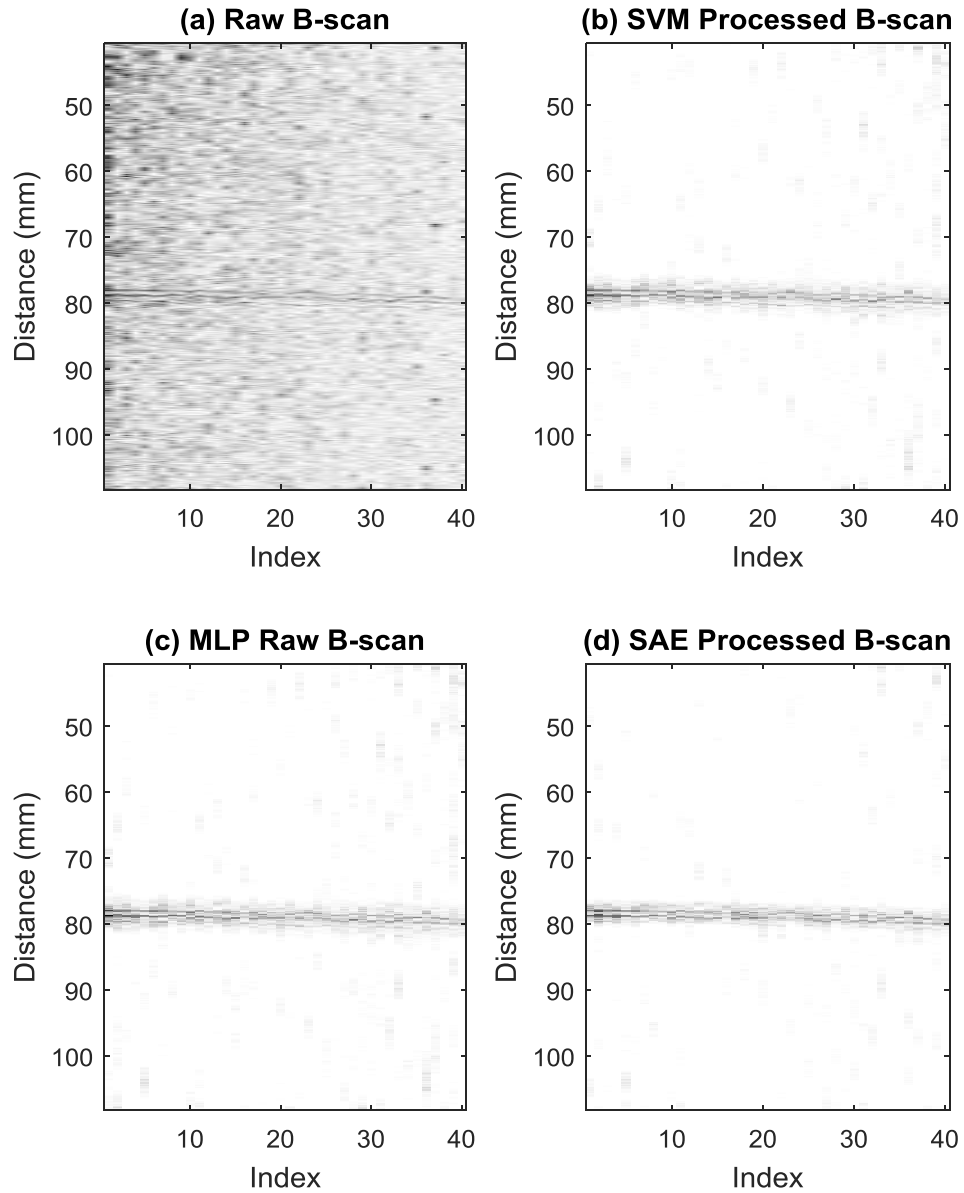 (a) Raw B-scan
Distance (mm)
50
60
70
80
90
100
10 20 30 40
Index
(b) SVM Processed B-scan
Distance (mm)
50
60
70
80
90
100
10 20 30 40
Index
(c) MLP Raw B-scan
Distance (mm)
50
60
70
80
90
100
10 20 30 40
Index
(d) SAE Processed B-scan
Distance (mm)
50
60
70
80
90
100
10 20 30 40
Index